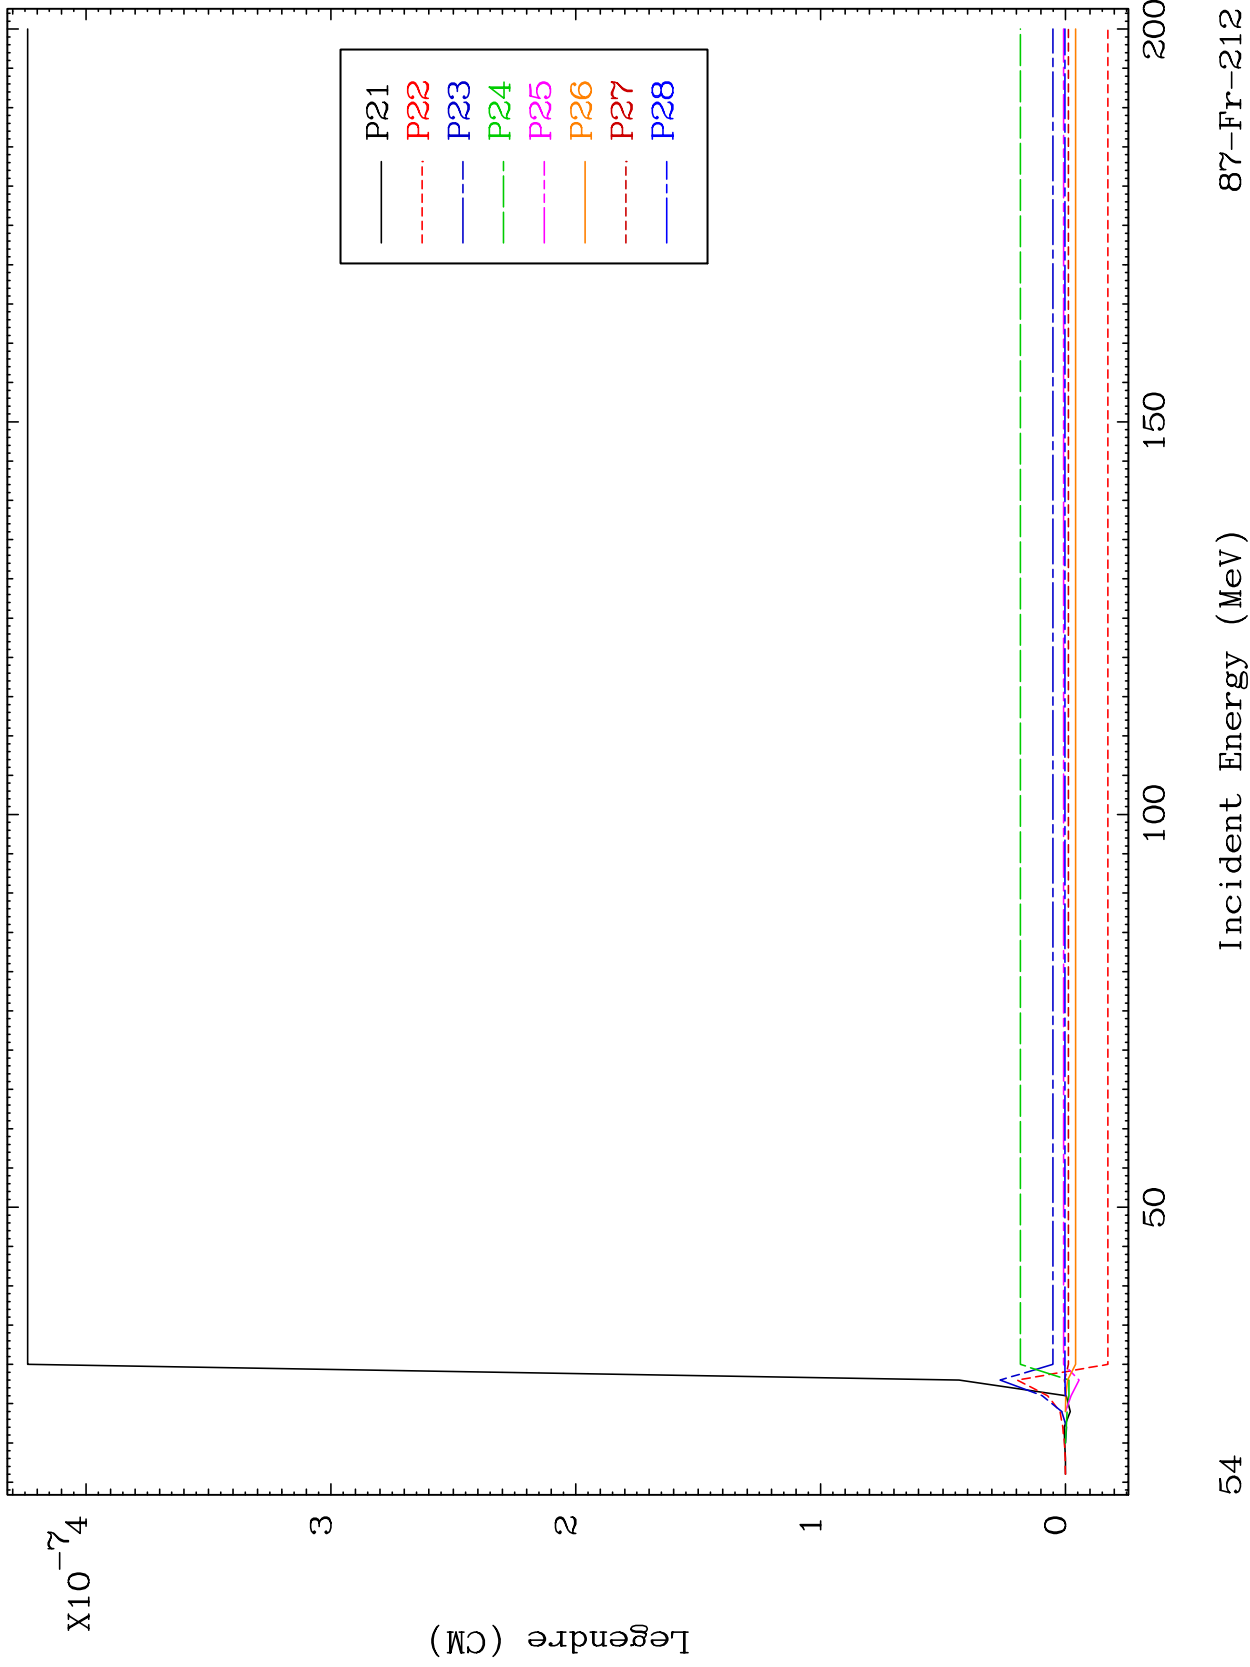 X10-7
4
3
2
1
0
Legendre (CM)
P21
P22
P23
P24
P25
P26
P27
P28
50
100
150
200
Incident Energy (MeV)
54
87-Fr-212